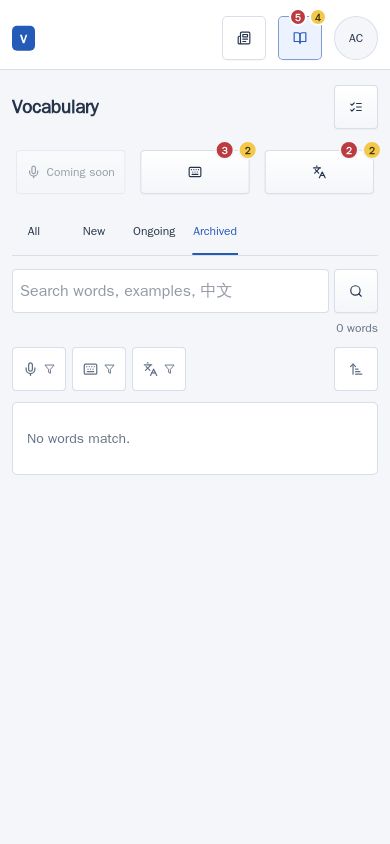 V
5
4
AC
Vocabulary
Coming soon
3
2
2
2
All
New
Ongoing
Archived
Search words, examples, 中文
0 words
No words match.